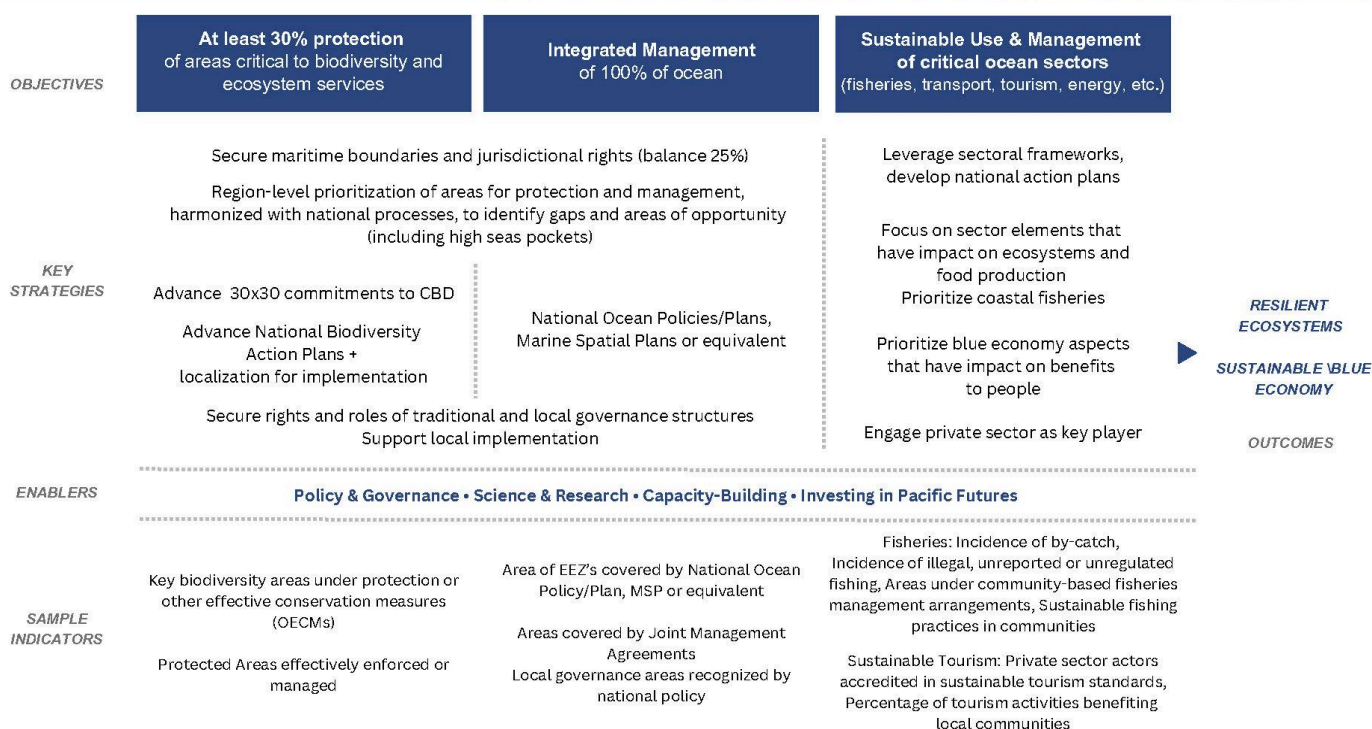 OBJECTIVES
At least 30% protection
of areas critical to biodiversity and
ecosystem services
Integrated Management
of 100% of ocean
Sustainable Use & Management
of critical ocean sectors
(fisheries, transport, tourism, energy, etc.)
KEY
STRATEGIES
Secure maritime boundaries and jurisdictional rights (balance 25%)
Region-level prioritization of areas for protection and management,
harmonized with national processes, to identify gaps and areas of opportunity
(including high seas pockets)
Advance 30x30 commitments to CBD
Advance National Biodiversity
Action Plans +
localization for implementation
National Ocean Policies/Plans,
Marine Spatial Plans or equivalent
Secure rights and roles of traditional and local governance structures
Support local implementation
Leverage sectoral frameworks,
develop national action plans
Focus on sector elements that
have impact on ecosystems and
food production
Prioritize coastal fisheries
Prioritize blue economy aspects
that have impact on benefits
to people
Engage private sector as key player
RESILIENT
ECOSYSTEMS
SUSTAINABLE \BLUE
ECONOMY
OUTCOMES
ENABLERS
Policy & Governance • Science & Research • Capacity-Building • Investing in Pacific Futures
SAMPLE
INDICATORS
Key biodiversity areas under protection or
other effective conservation measures
(OECMs)
Protected Areas effectively enforced or
managed
Area of EEZ's covered by National Ocean
Policy/Plan, MSP or equivalent
Areas covered by Joint Management
Agreements
Local governance areas recognized by
national policy
Fisheries: Incidence of by-catch,
Incidence of illegal, unreported or unregulated
fishing, Areas under community-based fisheries
management arrangements, Sustainable fishing
practices in communities
Sustainable Tourism: Private sector actors
accredited in sustainable tourism standards,
Percentage of tourism activities benefiting
local communities